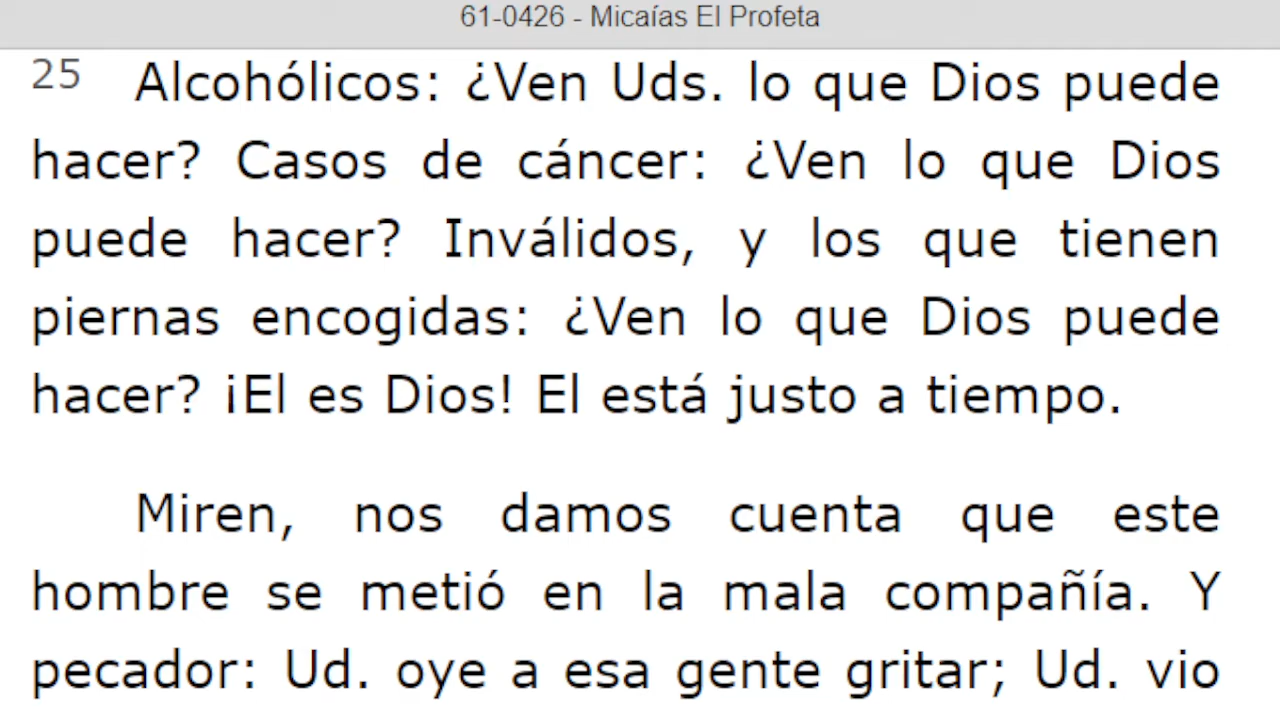 61-0426 - Micaías El Profeta
25 Alcohólicos: ¿Ven Uds. lo que Dios puede
hacer? Casos de cáncer: ¿Ven lo que Dios
puede hacer? Inválidos, y los que tienen
piernas encogidas: ¿Ven lo que Dios puede
hacer? ¡El es Dios! El está justo a tiempo.
Miren, nos damos cuenta que este
hombre se metió en la mala compañía. Y
pecador: Ud. oye a esa gente gritar; Ud. vio